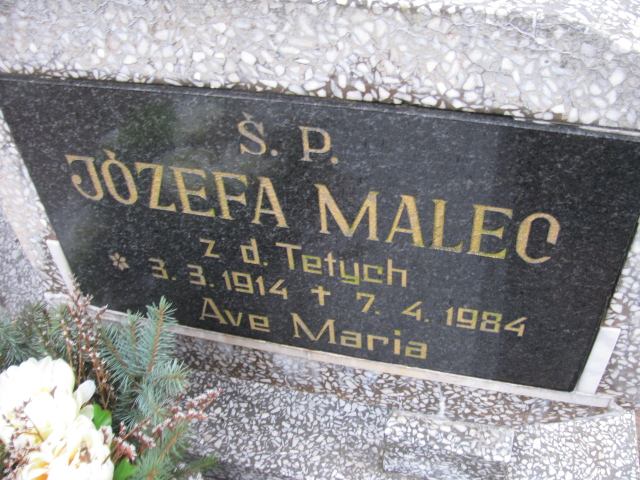 Ś. P.
JÓZEFA MALEC
z d. Tetych
* 3. 3. 1914 + 7. 4. 1984
Ave Maria